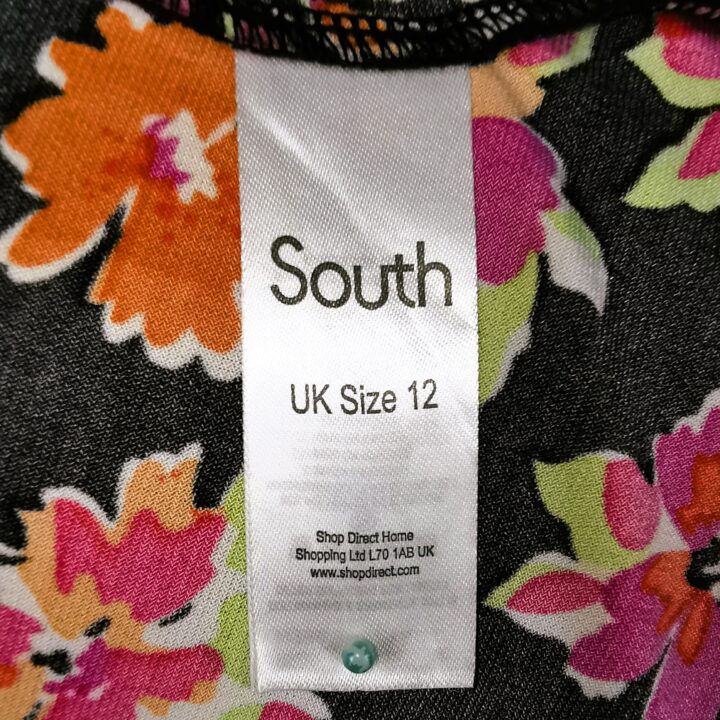 South
UK Size 12
Shop Direct Home
Shopping Ltd L70 1AB UK
www.shopdirect.com